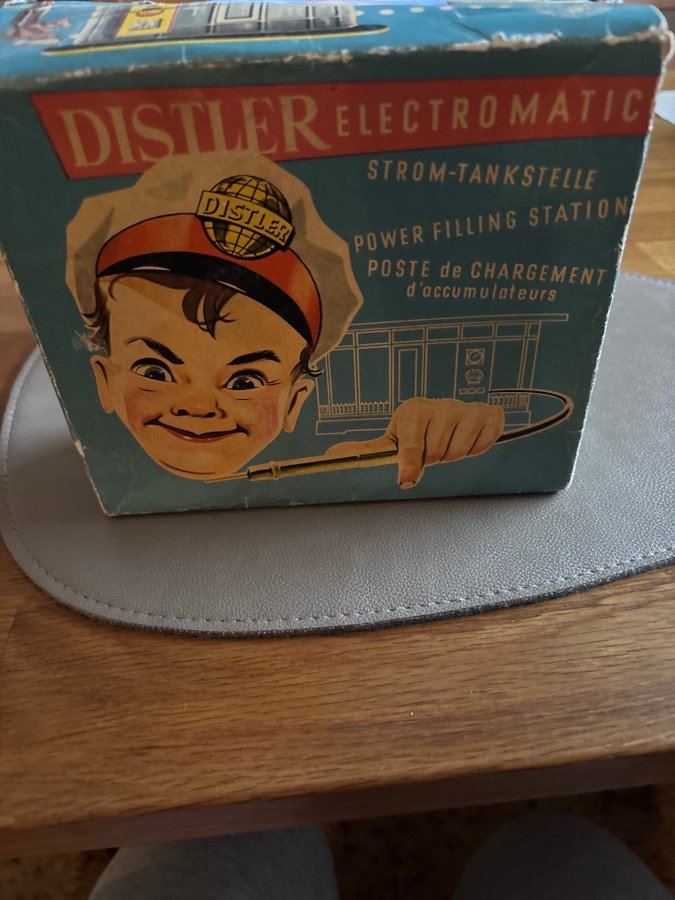 DISTLER ELECTROMATIC
STROM-TANKSTELLE
POWER FILLING STATION
POSTE de CHARGEMENT
d'accumulateurs
DISTLER